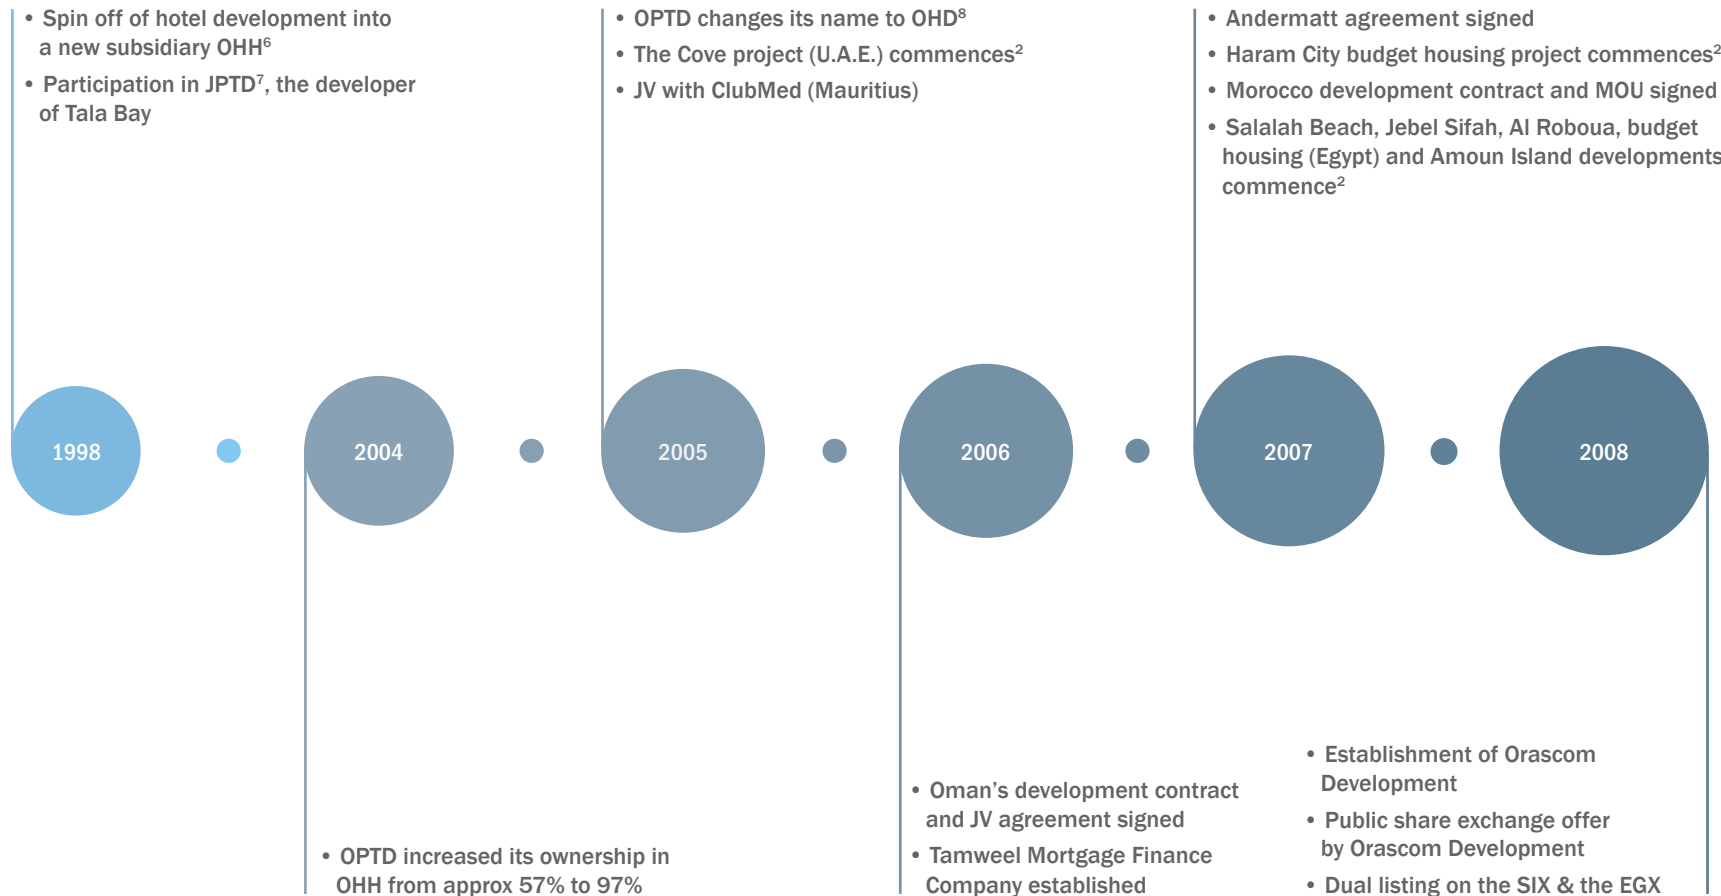 • Spin off of hotel development into
a new subsidiary OHH⁶
• Participation in JPTD⁷, the developer
of Tala Bay
• OPTD changes its name to OHD⁸
• The Cove project (U.A.E.) commences²
• JV with ClubMed (Mauritius)
• Andermatt agreement signed
• Haram City budget housing project commences²
• Morocco development contract and MOU signed
• Salalah Beach, Jebel Sifah, Al Roboua, budget
housing (Egypt) and Amoun Island developments
commence²
1998
2004
2005
2006
2007
2008
• OPTD increased its ownership in
OHH from approx 57% to 97%
• Oman’s development contract
and JV agreement signed
• Tamweel Mortgage Finance
Company established
• Establishment of Orascom
Development
• Public share exchange offer
by Orascom Development
• Dual listing on the SIX & the EGX